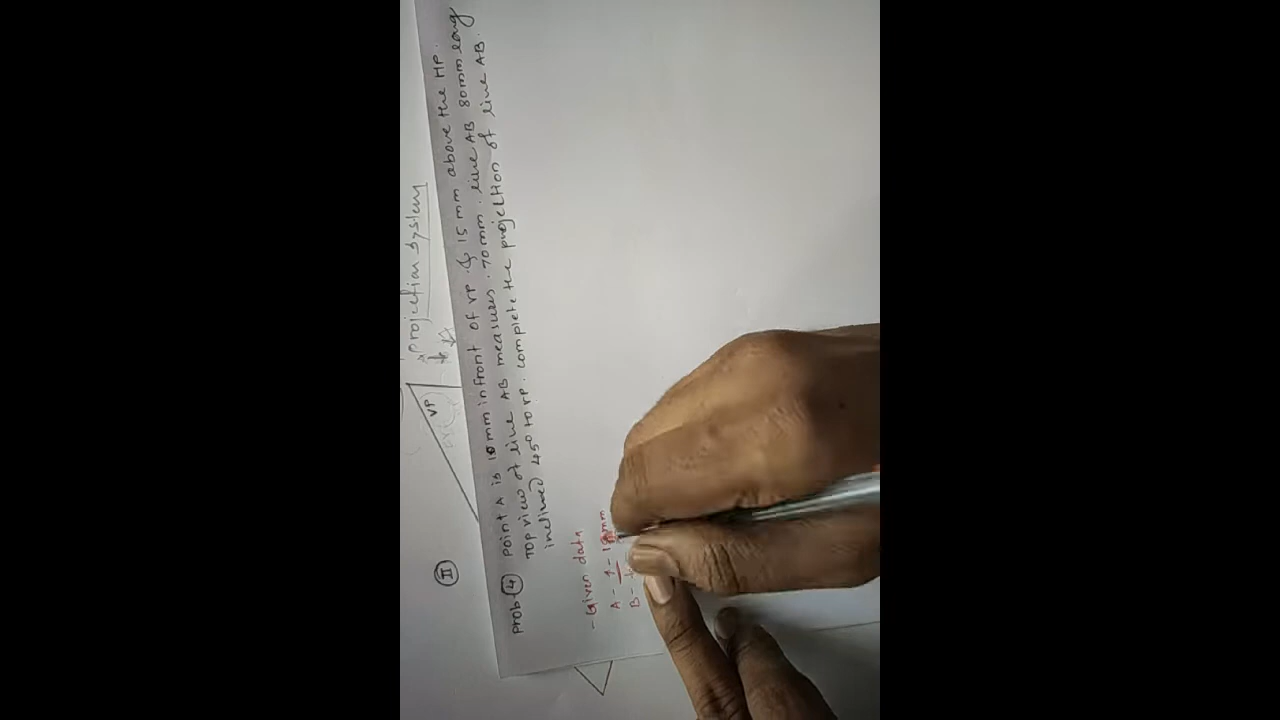 projection system
VP
II
prob 4 point A is 10mm infront of VP & 15mm above the HP.
Top view of line AB measures. 70mm. line AB 80mm long
inclined 45° to VP. complete the projection of line AB.
- Given data
A - ↑ - mm
B -